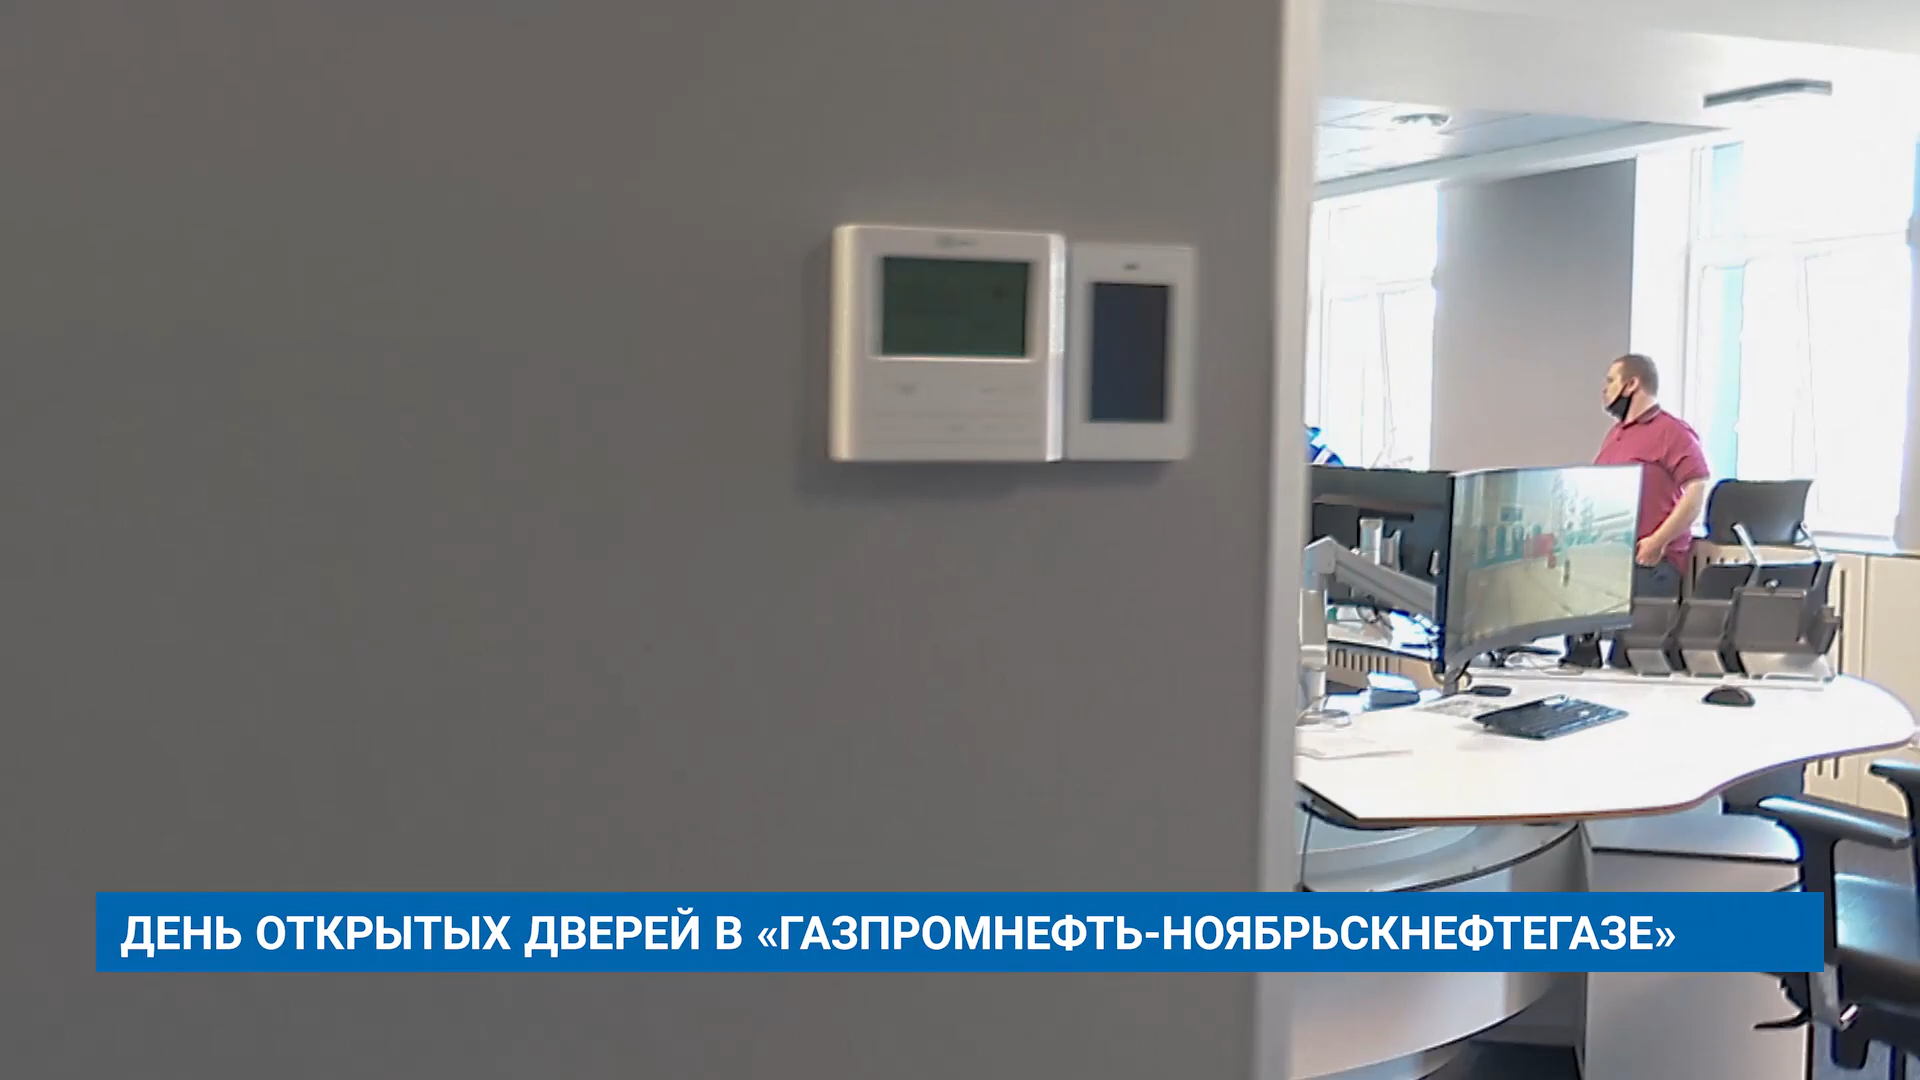 ДЕНЬ ОТКРЫТЫХ ДВЕРЕЙ В «ГАЗПРОМНЕФТЬ-НОЯБРЬСКНЕФТЕГАЗЕ»